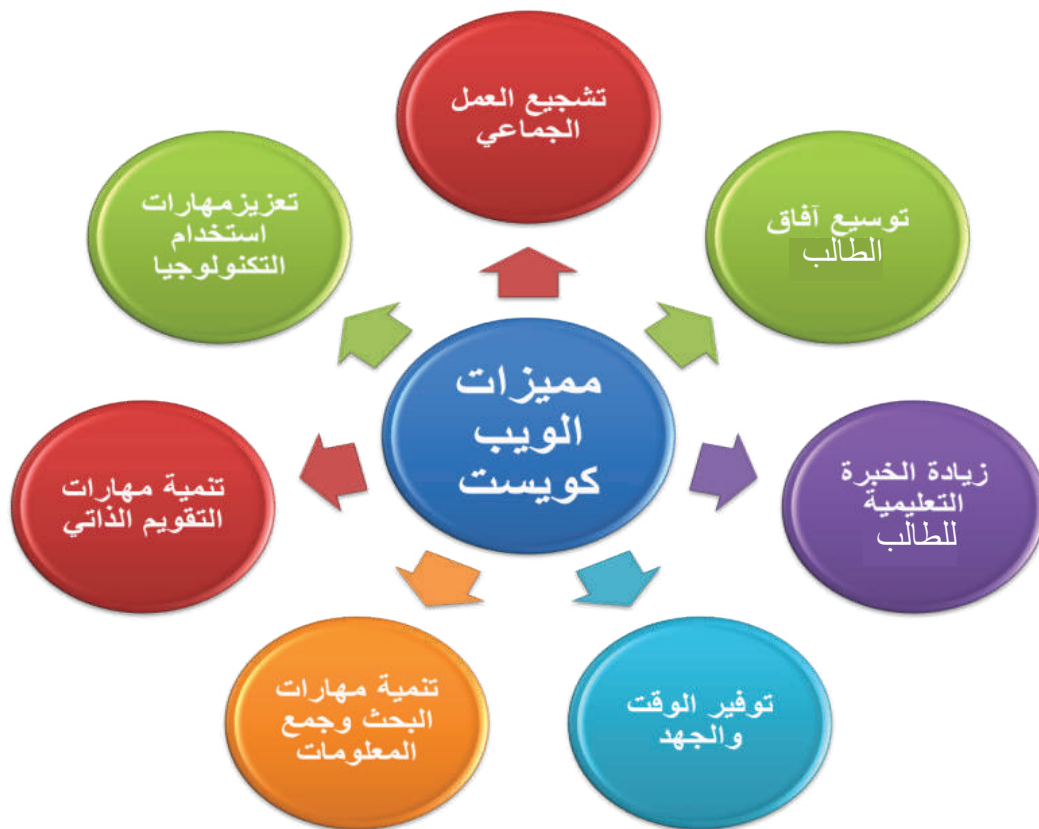 تشجيع العمل
الجماعي
توسيع آفاق
الطالب
زيادة الخبرة
التعليمية
للطالب
توفير الوقت
والجهد
تنمية مهارات
البحث وجمع
المعلومات
تنمية مهارات
التقويم الذاتي
تعزيزمهارات
استخدام
التكنولوجيا
مميزات
الويب
كويست